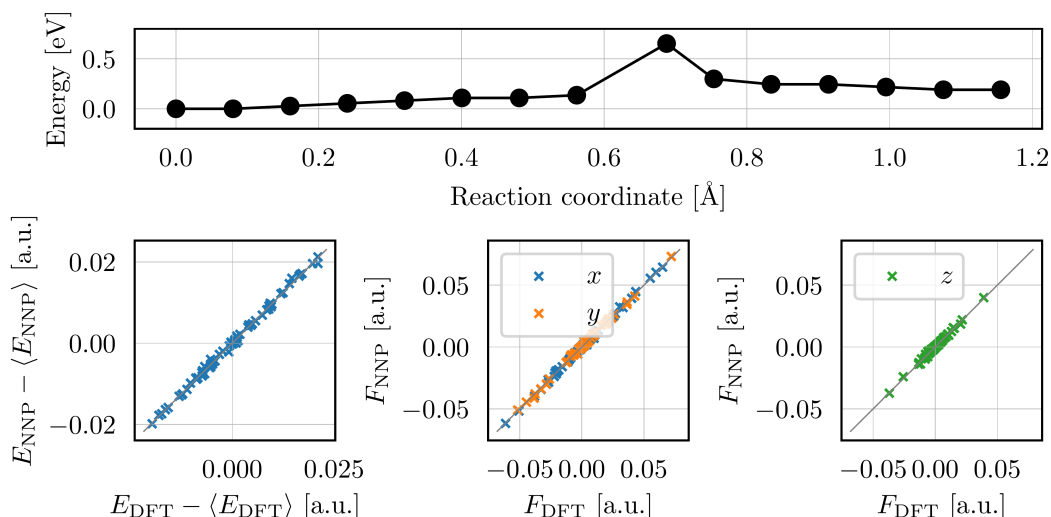 Energy [eV]
0.5
0.0
0.0 0.2 0.4 0.6 0.8 1.0 1.2
Reaction coordinate [Å]
E_NNP − ⟨E_NNP⟩ [a.u.]
0.02
0.00
−0.02
0.000 0.025
E_DFT − ⟨E_DFT⟩ [a.u.]
F_NNP [a.u.]
x
y
0.05
0.00
−0.05
−0.05 0.00 0.05
F_DFT [a.u.]
F_NNP [a.u.]
z
0.05
0.00
−0.05
−0.05 0.00 0.05
F_DFT [a.u.]